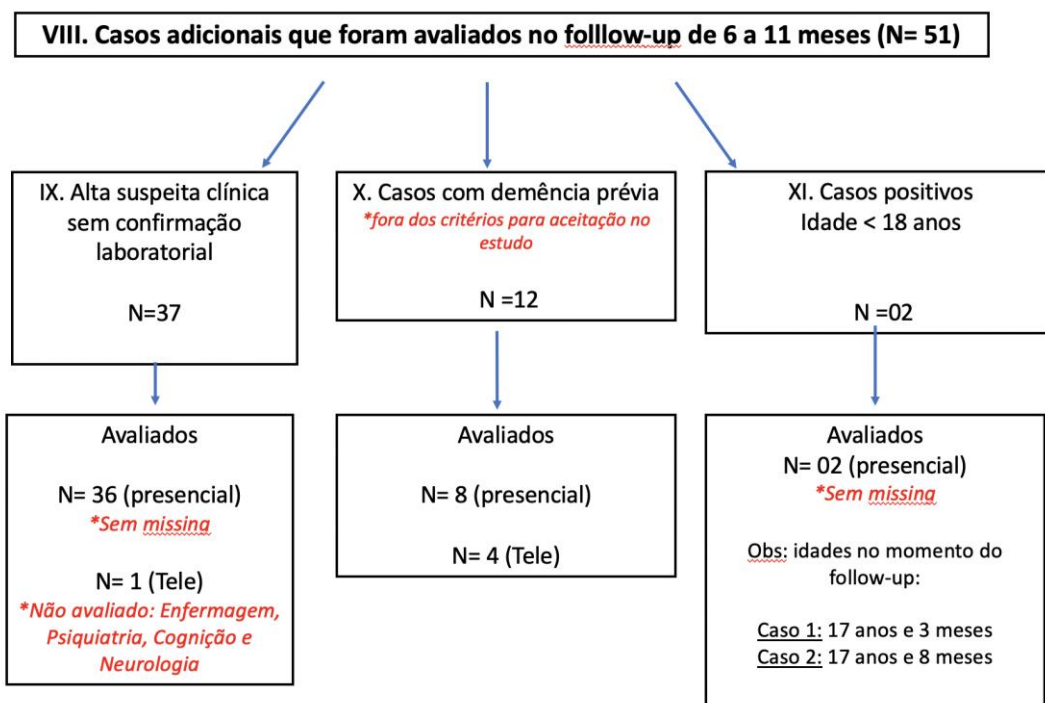 VIII. Casos adicionais que foram avaliados no folllow-up de 6 a 11 meses (N= 51)
IX. Alta suspeita clínica
sem confirmação
laboratorial
N=37
X. Casos com demência prévia
*fora dos critérios para aceitação no
estudo
N =12
XI. Casos positivos
Idade < 18 anos
N =02
Avaliados
N= 36 (presencial)
*Sem missing
N= 1 (Tele)
*Não avaliado: Enfermagem,
Psiquiatria, Cognição e
Neurologia
Avaliados
N= 8 (presencial)
N= 4 (Tele)
Avaliados
N= 02 (presencial)
*Sem missing
Obs: idades no momento do
follow-up:
Caso 1: 17 anos e 3 meses
Caso 2: 17 anos e 8 meses